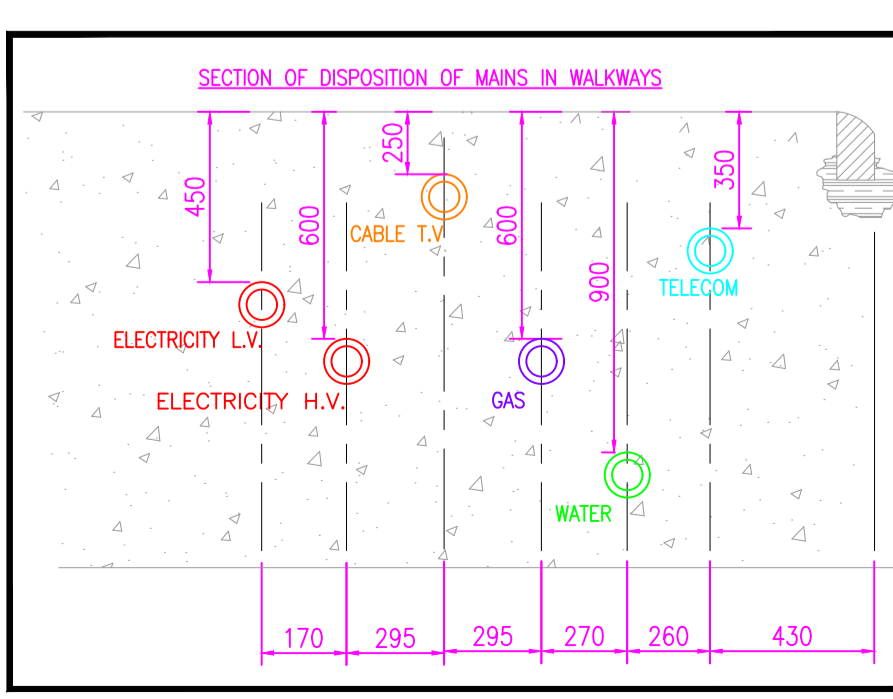 SECTION OF DISPOSITION OF MAINS IN WALKWAYS
250
350
450
600
600
CABLE T.V
900
TELECOM
ELECTRICITY L.V.
ELECTRICITY H.V.
GAS
WATER
170 295 295 270 260 430